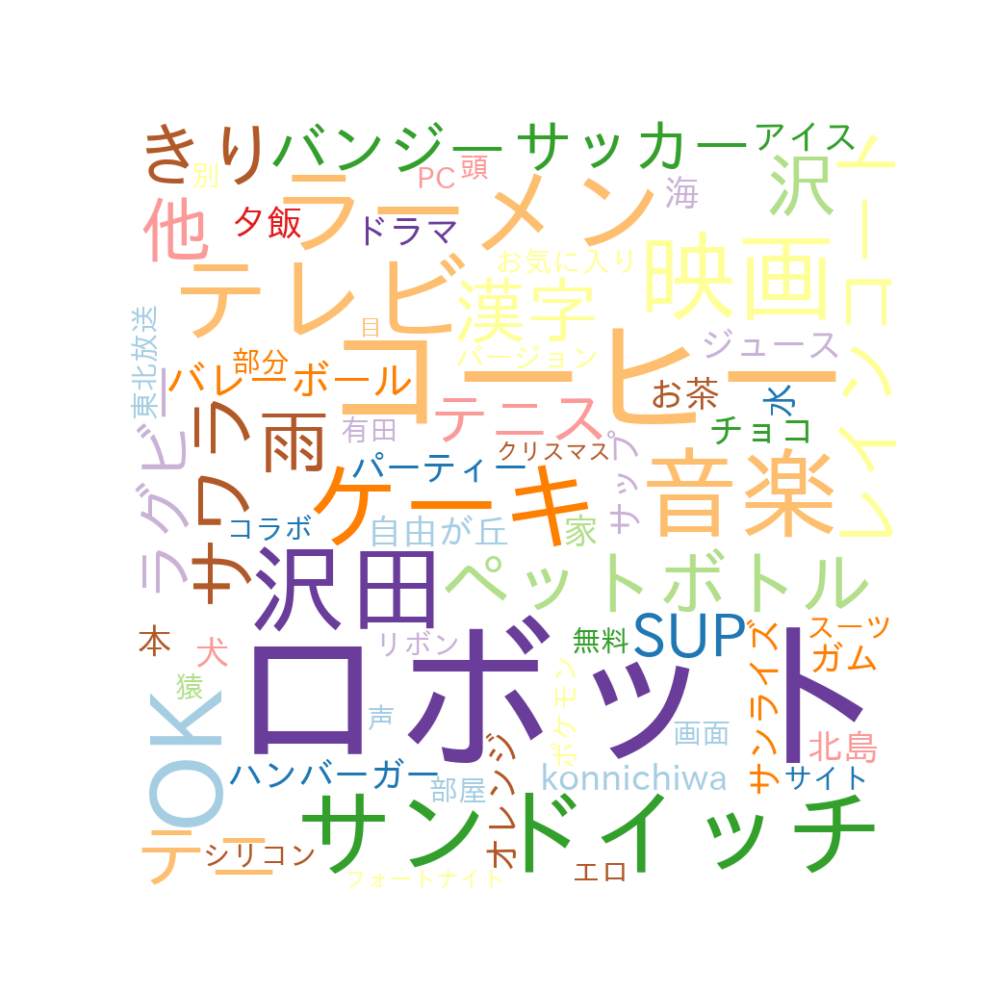 きり
バンジー
サッカー
アイス
別
PC
頭
海
沢
レインコート
他
夕飯
ドラマ
ラーメン
お気に入り
映画
テレビ
漢字
目
コーヒー
バージョン
ジュース
東北放送
部分
バレーボール
お茶
水
ラグビー
サワラ
雨
有田
テニス
チョコ
クリスマス
パーティー
ケーキ
サップ
音楽
コラボ
自由が丘
家
沢田
ペットボトル
本
犬
リボン
無料
SUP
サンライズ
スーツ
ガム
猿
OK
ロボット
声
ポケモン
画面
北島
ハンバーガー
部屋
オレンジ
konnichiwa
サイト
テニ
シリコン
サンドイッチ
フォートナイト
エロ